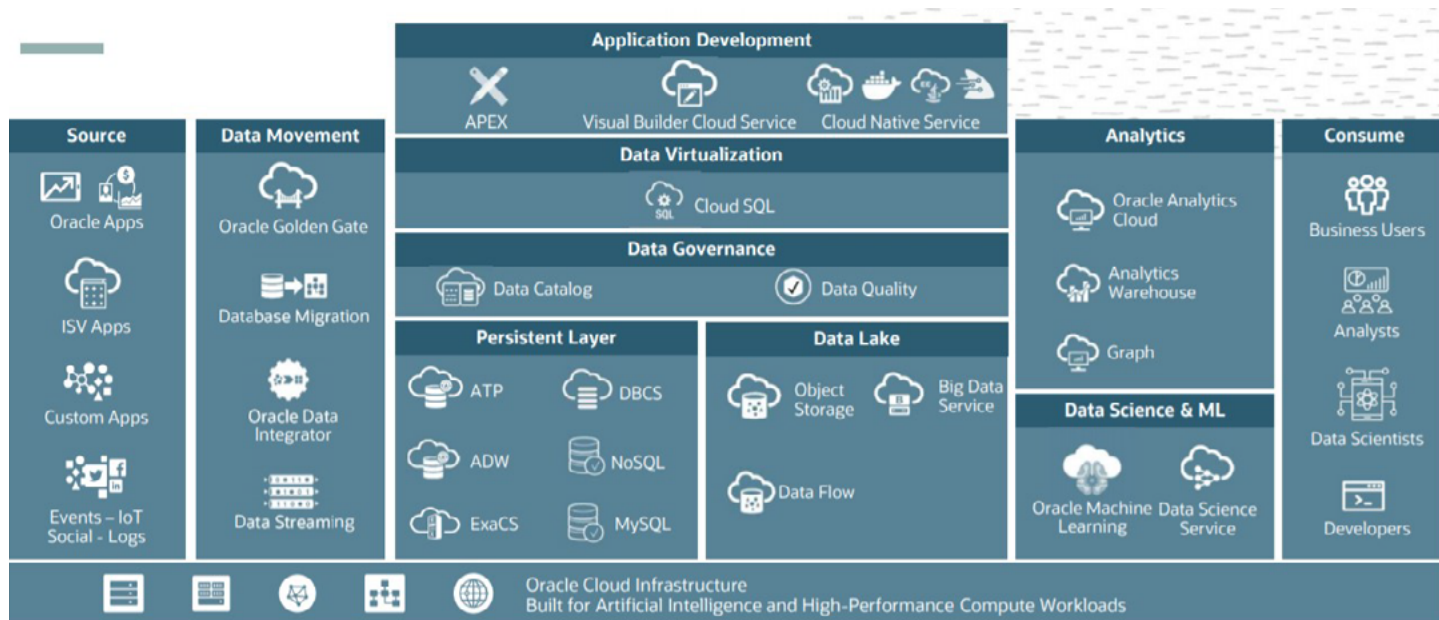 Application Development
APEX
Visual Builder Cloud Service
Cloud Native Service
Source
Oracle Apps
ISV Apps
Custom Apps
Events – IoT
Social - Logs
Data Movement
Oracle Golden Gate
Database Migration
Oracle Data
Integrator
Data Streaming
Data Virtualization
SQL
Cloud SQL
Data Governance
Data Catalog
Data Quality
Persistent Layer
ATP
DBCS
ADW
NoSQL
ExaCS
MySQL
Data Lake
Object
Storage
Big Data
Service
Data Flow
Analytics
Oracle Analytics
Cloud
Analytics
Warehouse
Graph
Data Science & ML
Oracle Machine
Learning
Data Science
Service
Consume
Business Users
Analysts
Data Scientists
Developers
Oracle Cloud Infrastructure
Built for Artificial Intelligence and High-Performance Compute Workloads